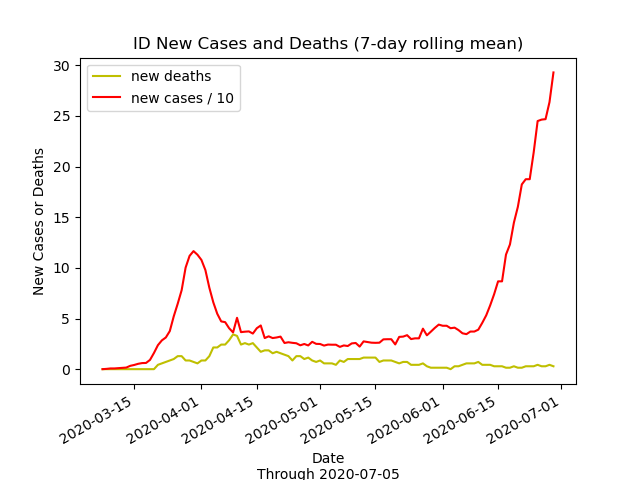 ID New Cases and Deaths (7-day rolling mean)
new deaths
new cases / 10
New Cases or Deaths
30
25
20
15
10
5
0
2020-03-15
2020-04-01
2020-04-15
2020-05-01
2020-05-15
2020-06-01
2020-06-15
2020-07-01
Date
Through 2020-07-05